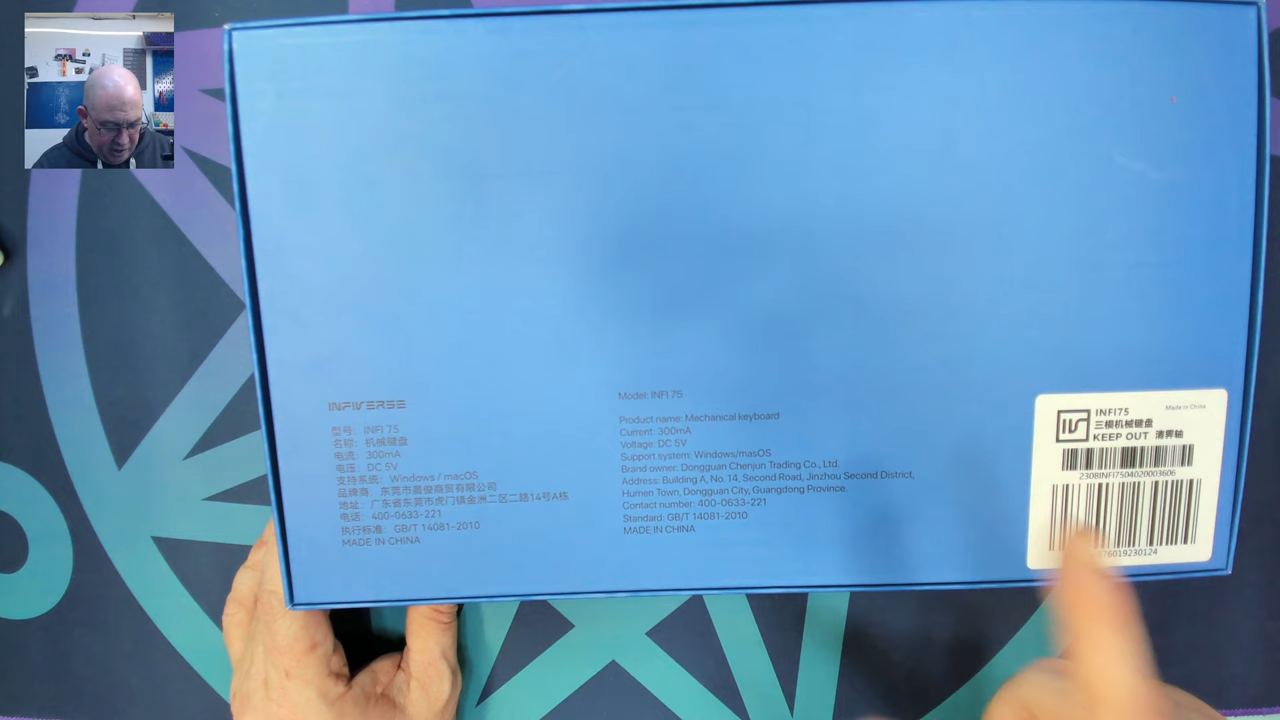 INFIVERSE
型号: INFI 75
名称: 机械键盘
电流: 300mA
电压: DC 5V
支持系统: Windows / macOS
品牌商: 东莞市晨俊商贸有限公司
地址: 广东省东莞市虎门镇金洲二区二路14号A栋
电话: 400-0633-221
执行标准: GB/T 14081-2010
MADE IN CHINA
Model: INFI 75
Product name: Mechanical keyboard
Current: 300mA
Voltage: DC 5V
Support system: Windows/masOS
Brand owner: Dongguan Chenjun Trading Co., Ltd.
Address: Building A, No. 14, Second Road, Jinzhou Second District,
Humen Town, Dongguan City, Guangdong Province.
Contact number: 400-0633-221
Standard: GB/T 14081-2010
MADE IN CHINA
INFI75
Made in China
三模机械键盘
KEEP OUT 清霁轴
2308INFI7504020003606
76019230124